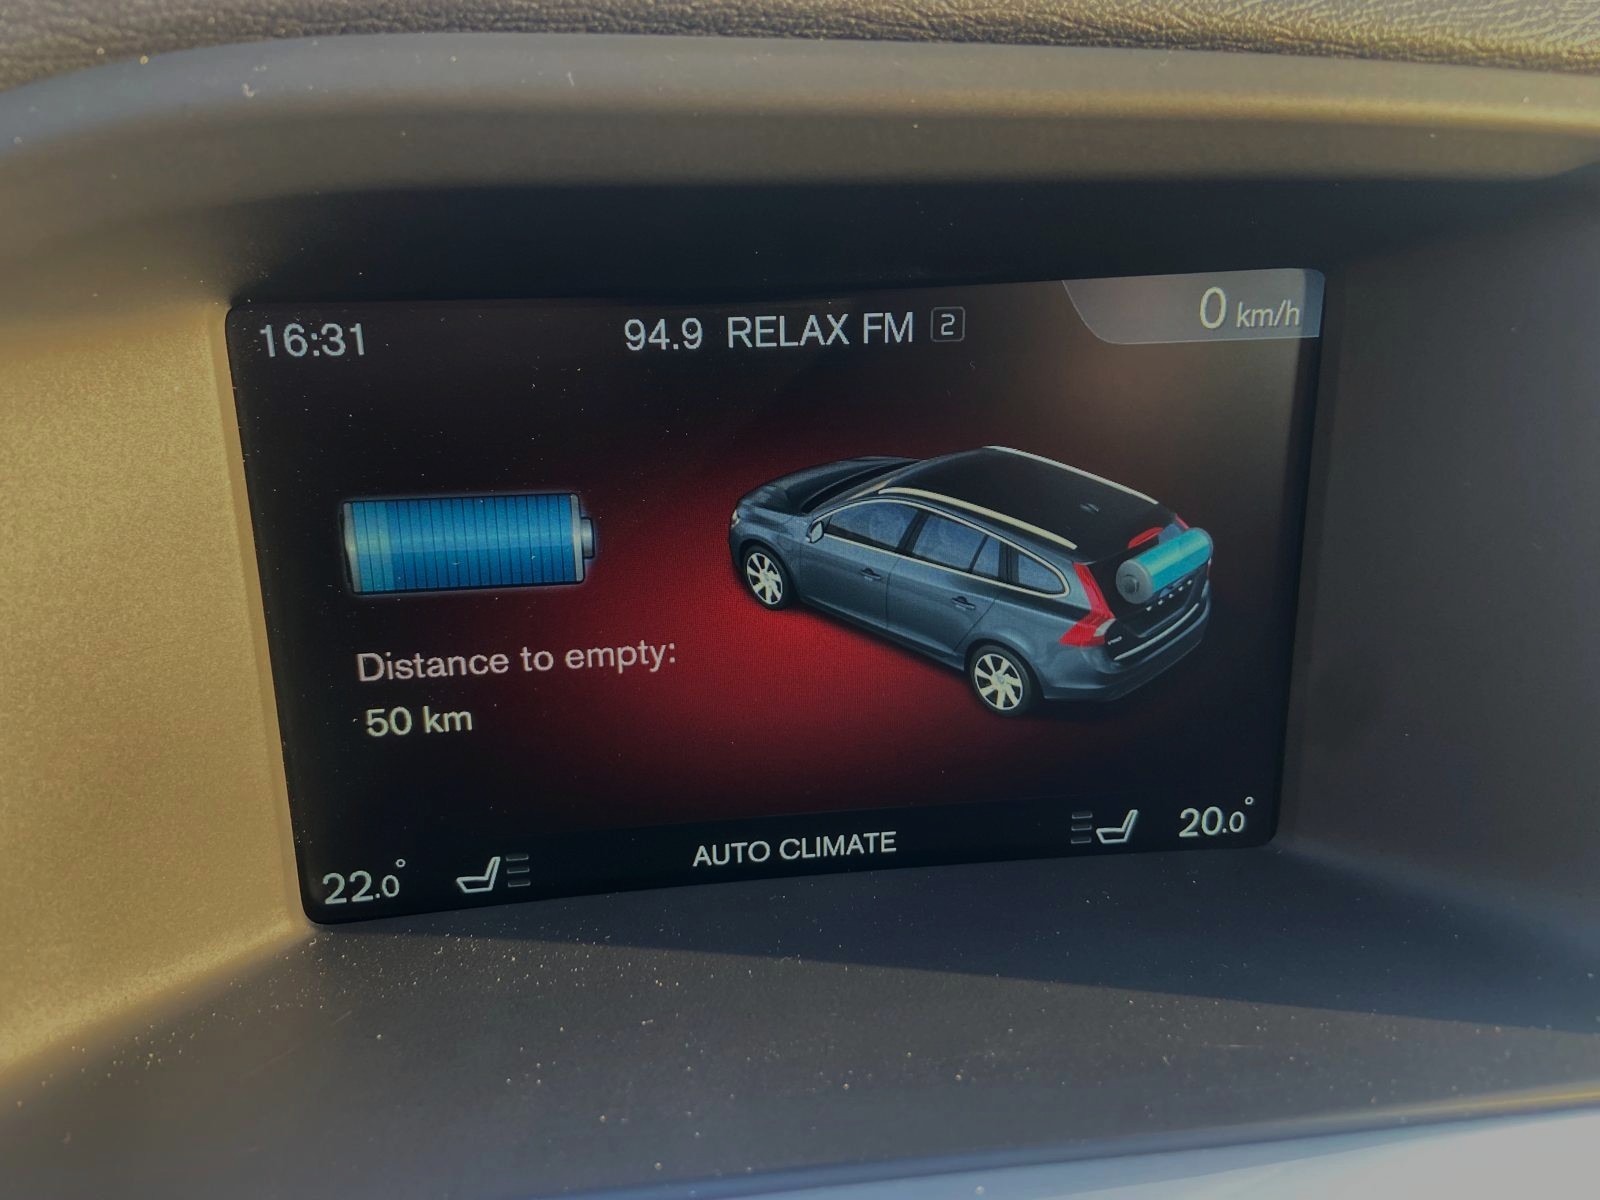 16:31
94.9 RELAX FM 2
0 km/h
Distance to empty:
50 km
22.0°
AUTO CLIMATE
20.0°